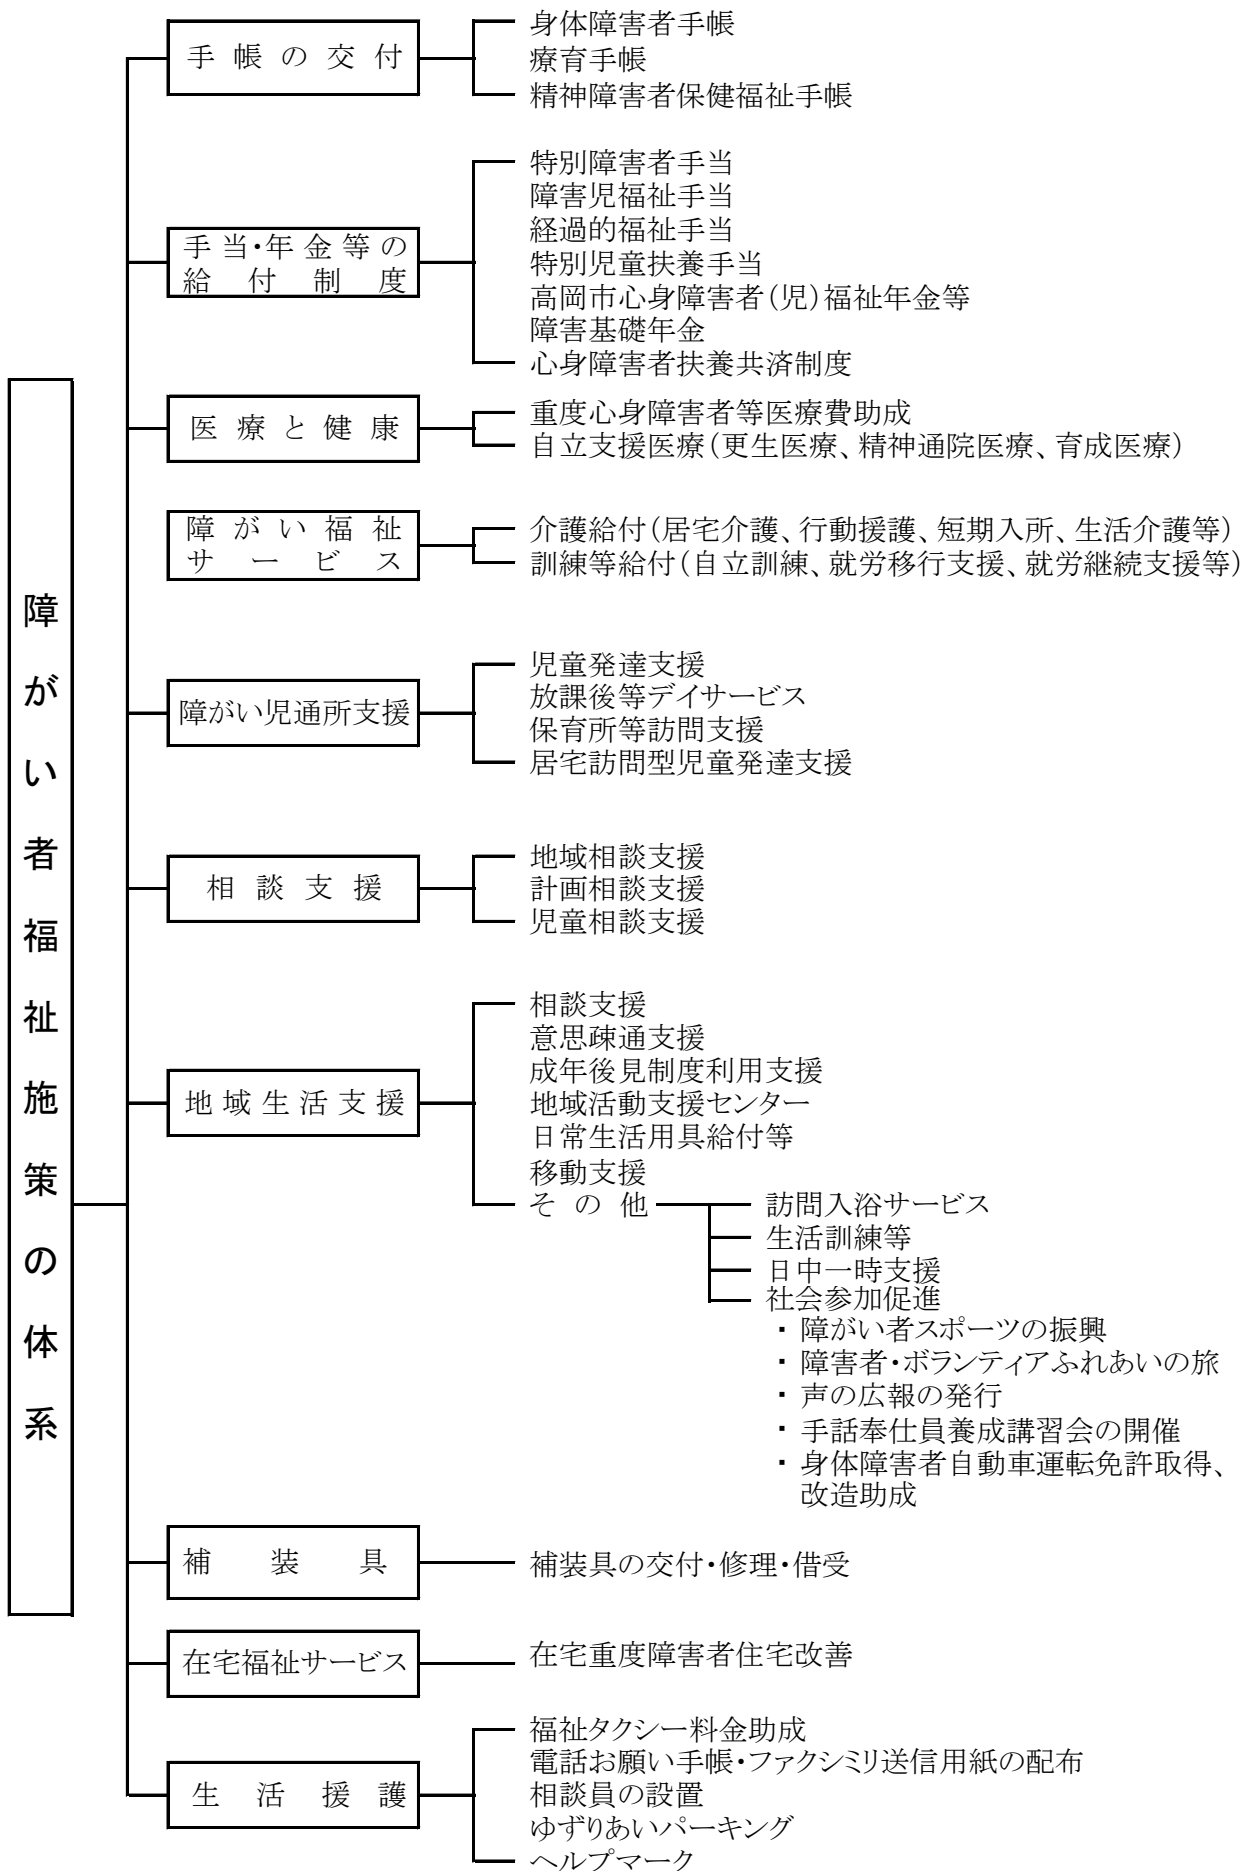 障がい者福祉施策の体系
手帳の交付
身体障害者手帳
療育手帳
精神障害者保健福祉手帳
手当・年金等の
給付制度
特別障害者手当
障害児福祉手当
経過的福祉手当
特別児童扶養手当
高岡市心身障害者(児)福祉年金等
障害基礎年金
心身障害者扶養共済制度
医療と健康
重度心身障害者等医療費助成
自立支援医療(更生医療、精神通院医療、育成医療)
障がい福祉
サービス
介護給付(居宅介護、行動援護、短期入所、生活介護等)
訓練等給付(自立訓練、就労移行支援、就労継続支援等)
障がい児通所支援
児童発達支援
放課後等デイサービス
保育所等訪問支援
居宅訪問型児童発達支援
相談支援
地域相談支援
計画相談支援
児童相談支援
地域生活支援
相談支援
意思疎通支援
成年後見制度利用支援
地域活動支援センター
日常生活用具給付等
移動支援
その他
訪問入浴サービス
生活訓練等
日中一時支援
社会参加促進
・障がい者スポーツの振興
・障害者・ボランティアふれあいの旅
・声の広報の発行
・手話奉仕員養成講習会の開催
・身体障害者自動車運転免許取得、
改造助成
補装具
補装具の交付・修理・借受
在宅福祉サービス
在宅重度障害者住宅改善
生活援護
福祉タクシー料金助成
電話お願い手帳・ファクシミリ送信用紙の配布
相談員の設置
ゆずりあいパーキング
ヘルプマーク